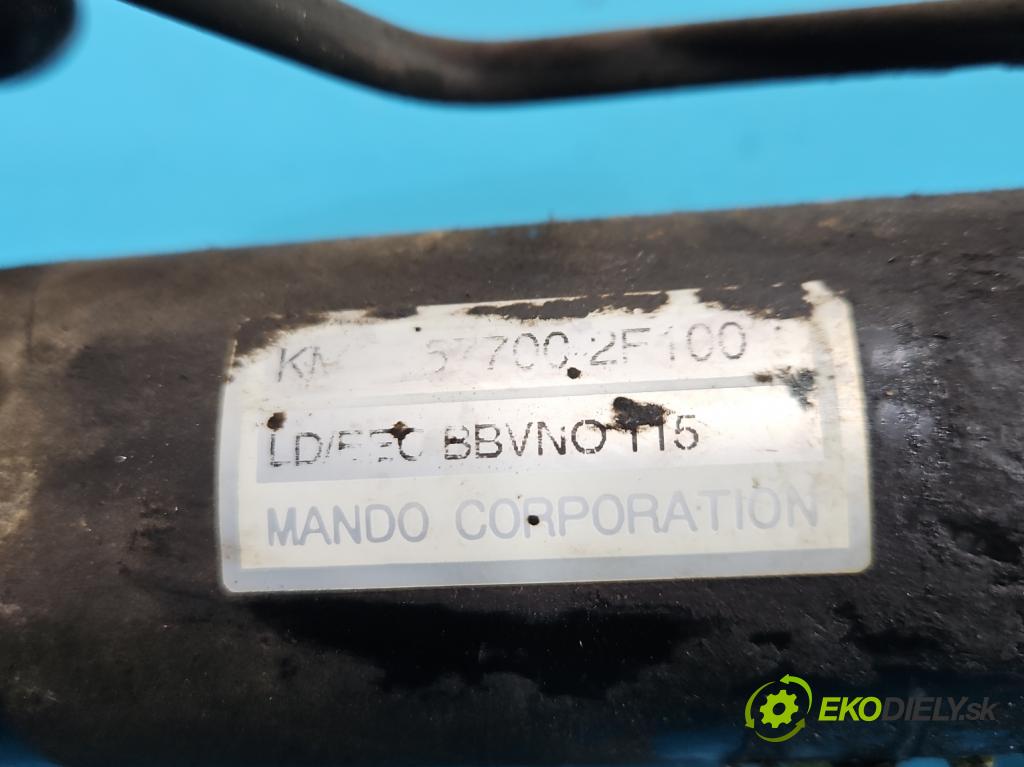 57700 2F100
BBVNO 115
MANDO CORPORATION
EKODIELY.sk